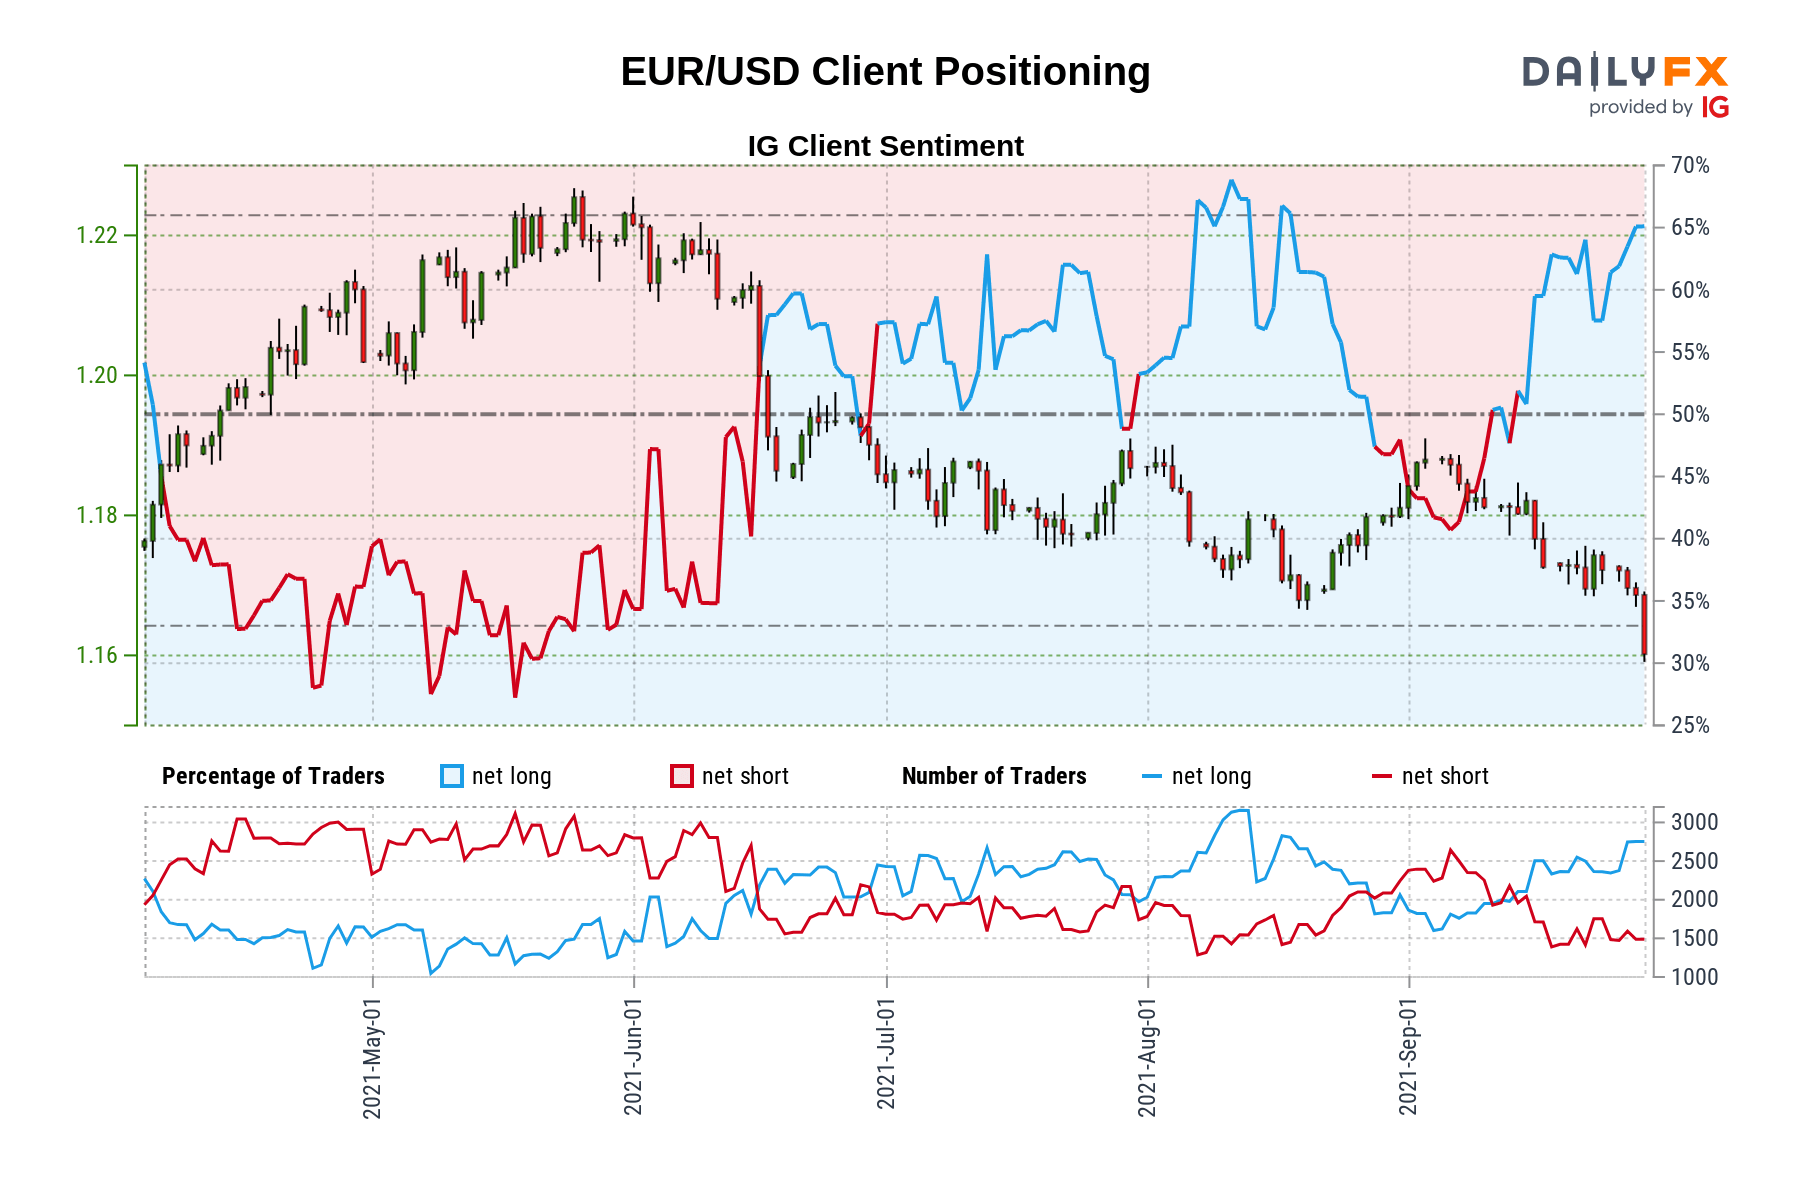 EUR/USD Client Positioning
DAILYFX
provided by IG
IG Client Sentiment
1.22
1.20
1.18
1.16
70%
65%
60%
55%
50%
45%
40%
35%
30%
25%
Percentage of Traders net long net short Number of Traders net long net short
3000
2500
2000
1500
1000
2021-May-01
2021-Jun-01
2021-Jul-01
2021-Aug-01
2021-Sep-01